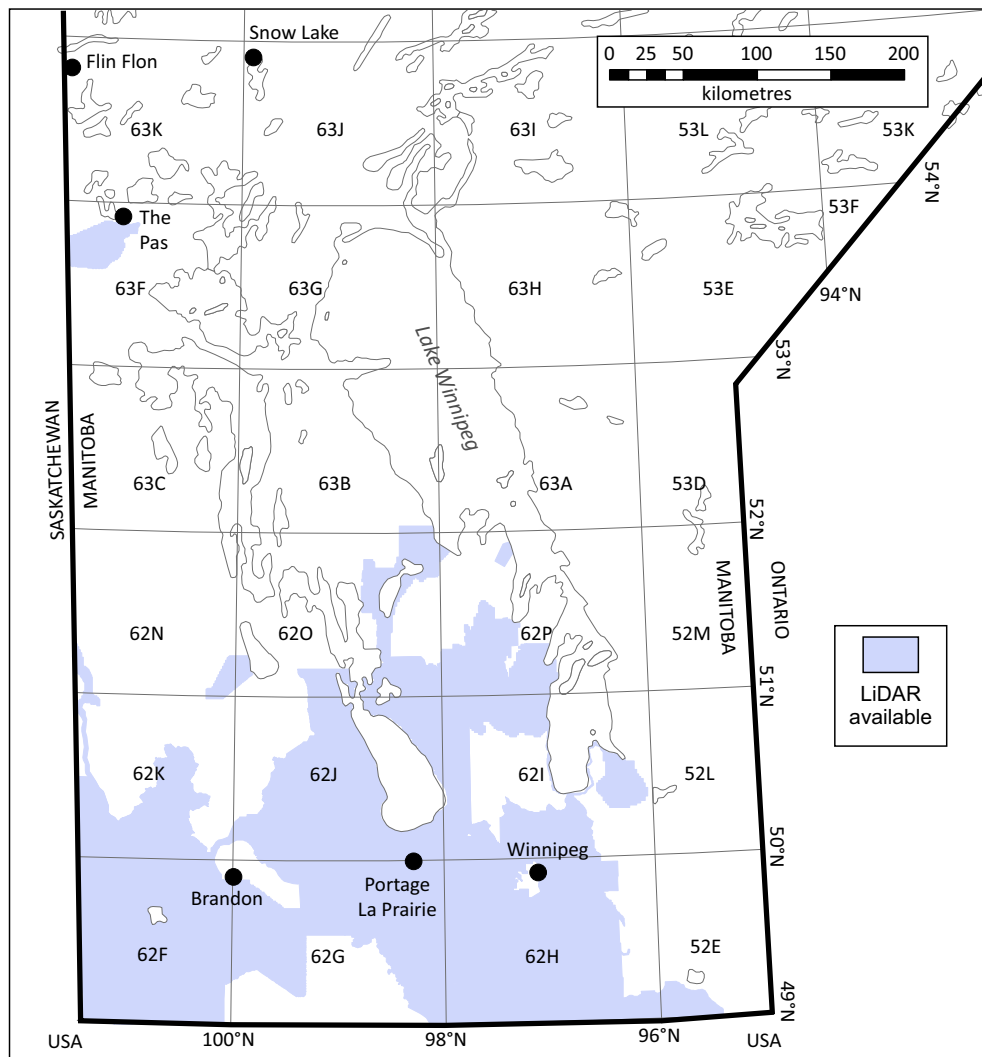 Snow Lake
Flin Flon
0 25 50 100 150 200
kilometres
63K
63J
63I
53L
53K
54°N
The
Pas
53F
63F
63G
63H
53E
94°N
Lake Winnipeg
53°N
SASKATCHEWAN
MANITOBA
63C
63B
63A
53D
52°N
MANITOBA
ONTARIO
62N
62O
62P
52M
51°N
LiDAR
available
62K
62J
62I
52L
50°N
Winnipeg
Brandon
Portage
La Prairie
62F
62G
62H
52E
49°N
USA
100°N
98°N
96°N
USA